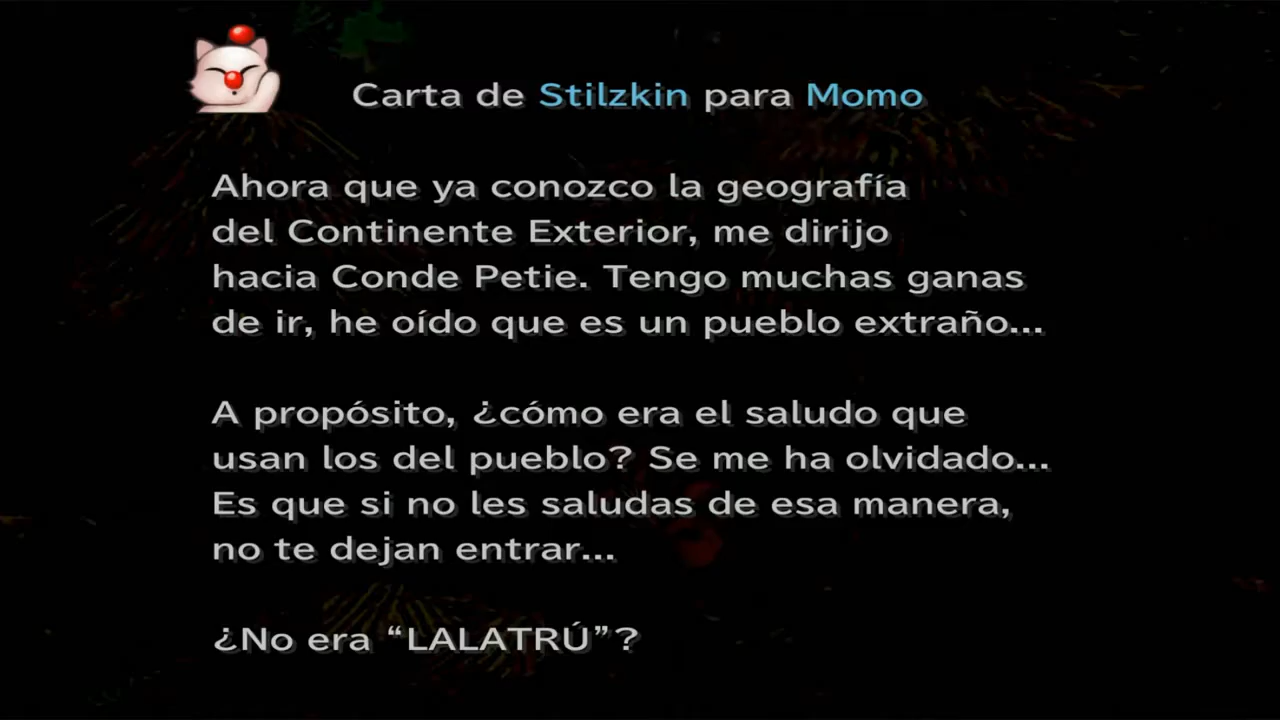 Carta de Stilzkin para Momo
Ahora que ya conozco la geografía
del Continente Exterior, me dirijo
hacia Conde Petie. Tengo muchas ganas
de ir, he oído que es un pueblo extraño...
A propósito, ¿cómo era el saludo que
usan los del pueblo? Se me ha olvidado...
Es que si no les saludas de esa manera,
no te dejan entrar...
¿No era “LALATRÚ”?